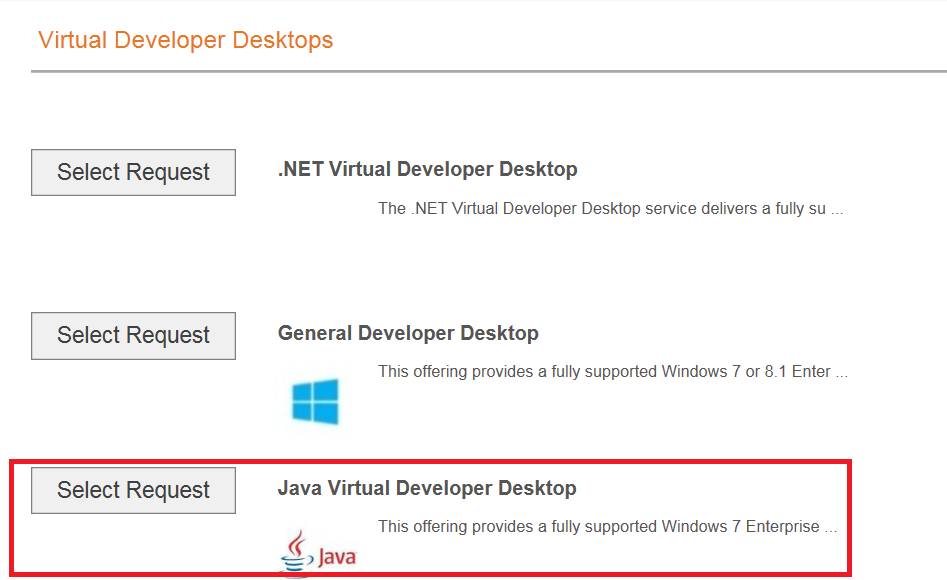 Virtual Developer Desktops
Select Request
.NET Virtual Developer Desktop
The .NET Virtual Developer Desktop service delivers a fully su ...
Select Request
General Developer Desktop
This offering provides a fully supported Windows 7 or 8.1 Enter ...
Select Request
Java Virtual Developer Desktop
This offering provides a fully supported Windows 7 Enterprise ...
Java